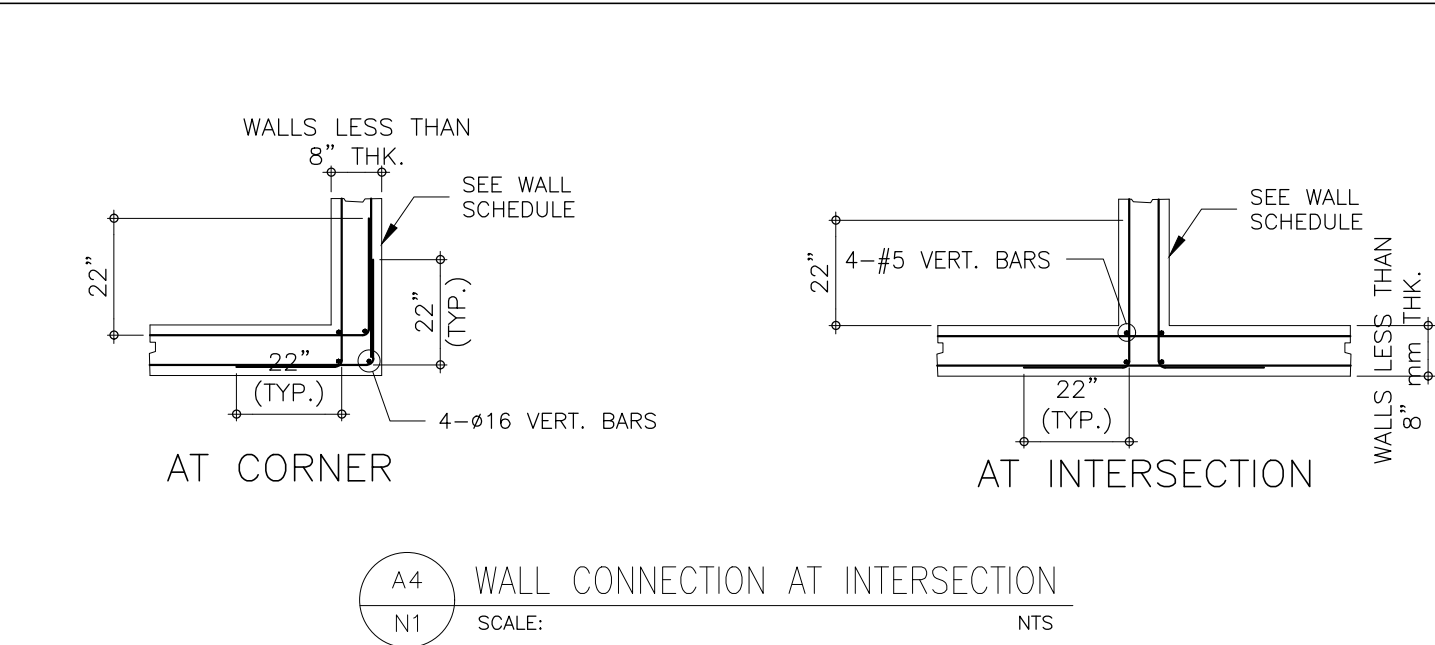 WALLS LESS THAN
8" THK.
SEE WALL
SCHEDULE
22"
22"
(TYP.)
22"
(TYP.)
4-ø16 VERT. BARS
AT CORNER
SEE WALL
SCHEDULE
4-#5 VERT. BARS
22"
22"
(TYP.)
WALLS LESS THAN
8" mm THK.
AT INTERSECTION
A4
N1
WALL CONNECTION AT INTERSECTION
SCALE: NTS